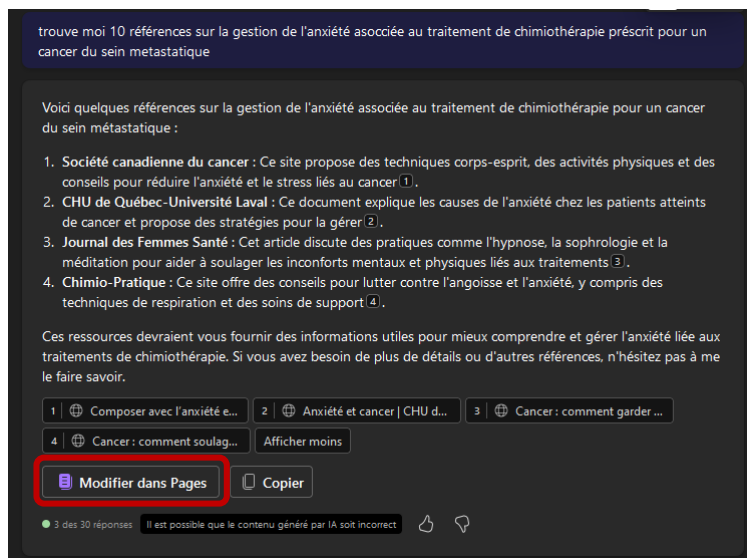 trouve moi 10 références sur la gestion de l'anxiété asocciée au traitement de chimiothérapie préscrit pour un
cancer du sein metastatique
Voici quelques références sur la gestion de l'anxiété associée au traitement de chimiothérapie pour un cancer
du sein métastatique :
1. Société canadienne du cancer : Ce site propose des techniques corps-esprit, des activités physiques et des
conseils pour réduire l'anxiété et le stress liés au cancer 1 .
2. CHU de Québec-Université Laval : Ce document explique les causes de l'anxiété chez les patients atteints
de cancer et propose des stratégies pour la gérer 2 .
3. Journal des Femmes Santé : Cet article discute des pratiques comme l'hypnose, la sophrologie et la
méditation pour aider à soulager les inconforts mentaux et physiques liés aux traitements 3 .
4. Chimio-Pratique : Ce site offre des conseils pour lutter contre l'angoisse et l'anxiété, y compris des
techniques de respiration et des soins de support 4 .
Ces ressources devraient vous fournir des informations utiles pour mieux comprendre et gérer l'anxiété liée aux
traitements de chimiothérapie. Si vous avez besoin de plus de détails ou d'autres références, n'hésitez pas à me
le faire savoir.
1 | Composer avec l'anxiété e... 2 | Anxiété et cancer | CHU d... 3 | Cancer : comment garder ...
4 | Cancer : comment soulag... Afficher moins
Modifier dans Pages Copier
3 des 30 réponses Il est possible que le contenu généré par IA soit incorrect